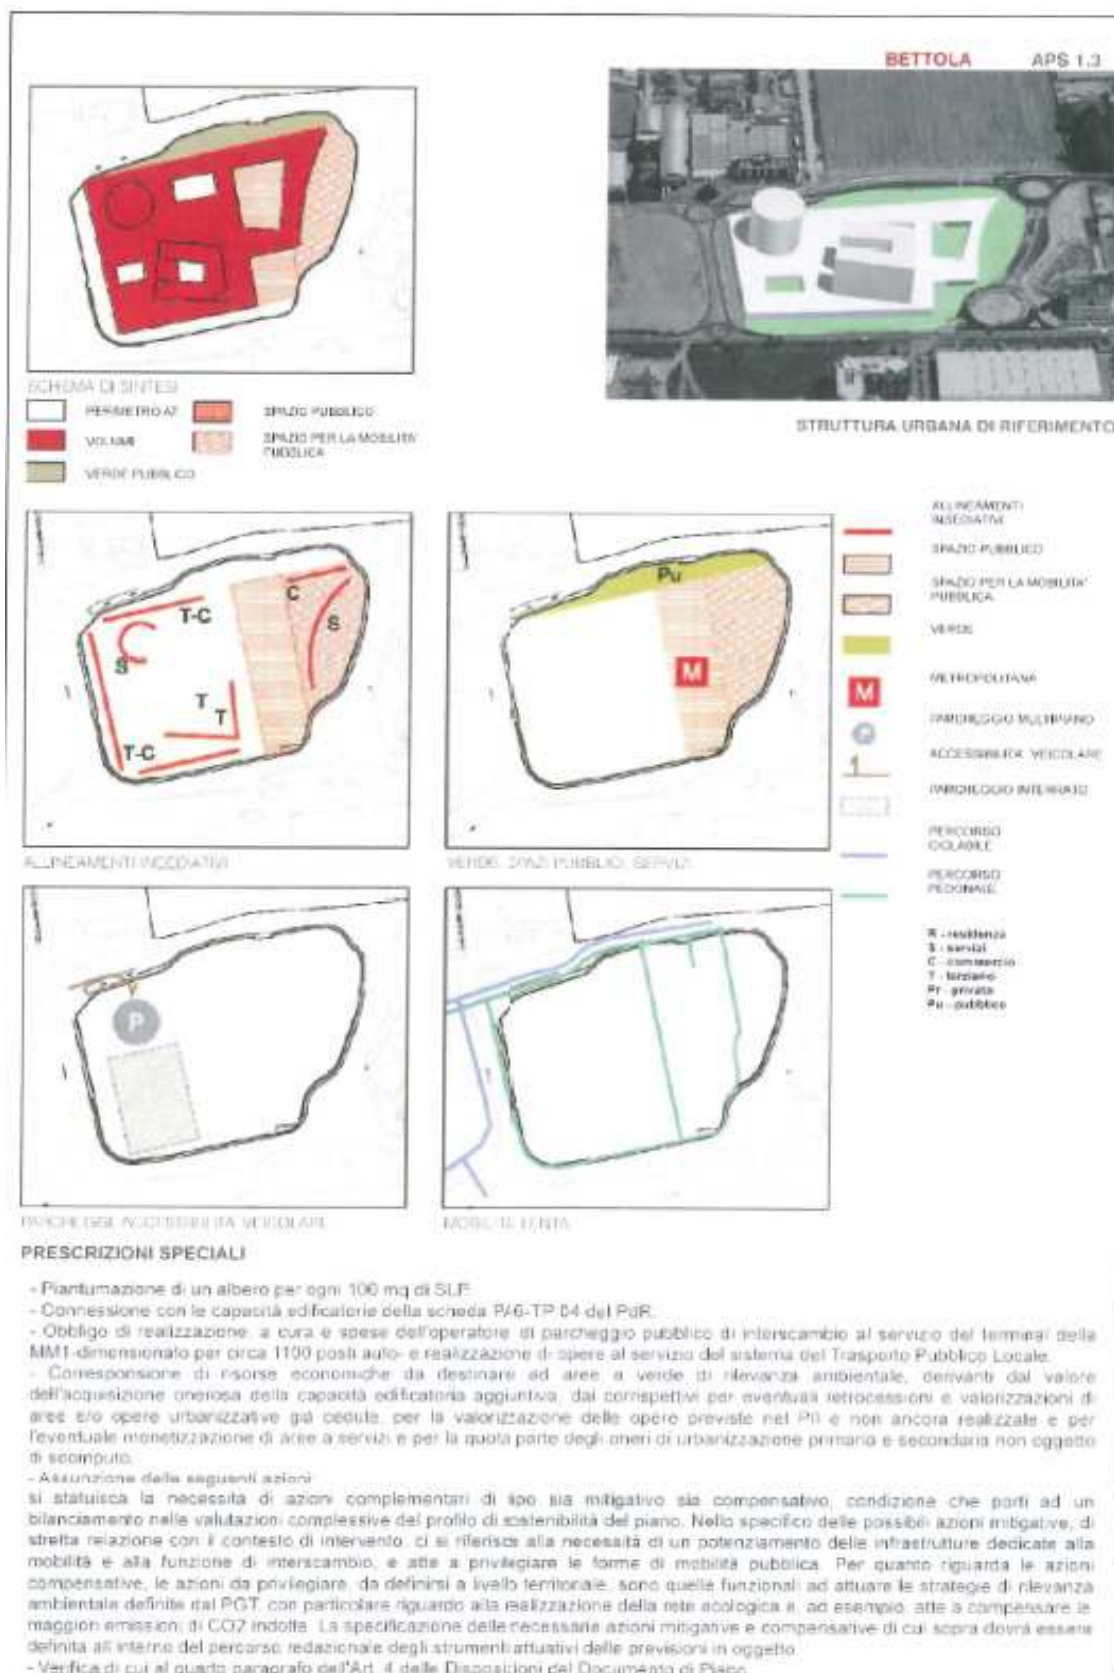 BETTOLA APS 1.3
SCHEMA DI SINTESI
PERIMETRO AT
SPAZIO PUBBLICO
VOLUMI
SPAZIO PER LA MOBILITA'
PUBBLICA
VERDE PUBBLICO
STRUTTURA URBANA DI RIFERIMENTO
T-C
C
S
S
T
T
T-C
ALLINEAMENTI INSEDIATIVI
Pu
M
VERDE, SPAZI PUBBLICI, SERVIZI
ALLINEAMENTI
INSEDIATIVI
SPAZIO PUBBLICO
SPAZIO PER LA MOBILITA'
PUBBLICA
VERDE
M
METROPOLITANA
P
PARCHEGGIO MULTIPIANO
ACCESSIBILITA' VEICOLARE
PARCHEGGIO INTERRATO
PERCORSO
CICLABILE
PERCORSO
PEDONALE
R - residenza
S - servizi
C - commercio
T - terziario
Pr - privato
Pu - pubblico
P
PARCHEGGI, ACCESSIBILITA' VEICOLARE
MOBILITA' LENTA
PRESCRIZIONI SPECIALI
- Piantumazione di un albero per ogni 100 mq di SLP.
- Connessione con le capacità edificatorie della scheda PA6-TP 04 del PdR.
- Obbligo di realizzazione, a cura e spese dell'operatore di parcheggio pubblico di interscambio al servizio del terminal della
MM1-dimensionato per circa 1100 posti auto- e realizzazione di opere al servizio del sistema del Trasporto Pubblico Locale.
- Corresponsione di risorse economiche da destinare ad aree a verde di rilevanza ambientale, derivanti dal valore
dell'acquisizione onerosa della capacità edificatoria aggiuntiva, dai corrispettivi per eventuali retrocessioni e valorizzazioni di
aree e/o opere urbanizzative già cedute, per la valorizzazione delle opere previste nel PII e non ancora realizzate e per
l'eventuale monetizzazione di aree a servizi e per la quota parte degli oneri di urbanizzazione primaria e secondaria non oggetto
di scomputo.
- Assunzione delle seguenti azioni:
si statuisca la necessità di azioni complementari di tipo sia mitigativo sia compensativo, condizione che porti ad un
bilanciamento nelle valutazioni complessive del profilo di sostenibilità del piano. Nello specifico delle possibili azioni mitigative, di
stretta relazione con il contesto di intervento, ci si riferisce alla necessità di un potenziamento delle infrastrutture dedicate alla
mobilità e alla funzione di interscambio, e atte a privilegiare le forme di mobilità pubblica. Per quanto riguarda le azioni
compensative, le azioni da privilegiare, da definirsi a livello territoriale, sono quelle funzionali ad attuare le strategie di rilevanza
ambientale definite dal PGT, con particolare riguardo alla realizzazione della rete ecologica e, ad esempio, atte a compensare le
maggiori emissioni di CO2 indotte. La specificazione delle necessarie azioni mitigative e compensative di cui sopra dovrà essere
definita all'interno del percorso redazionale degli strumenti attuativi delle previsioni in oggetto.
- Verifica di cui al quarto paragrafo dell'Art. 4 delle Disposizioni del Documento di Piano.